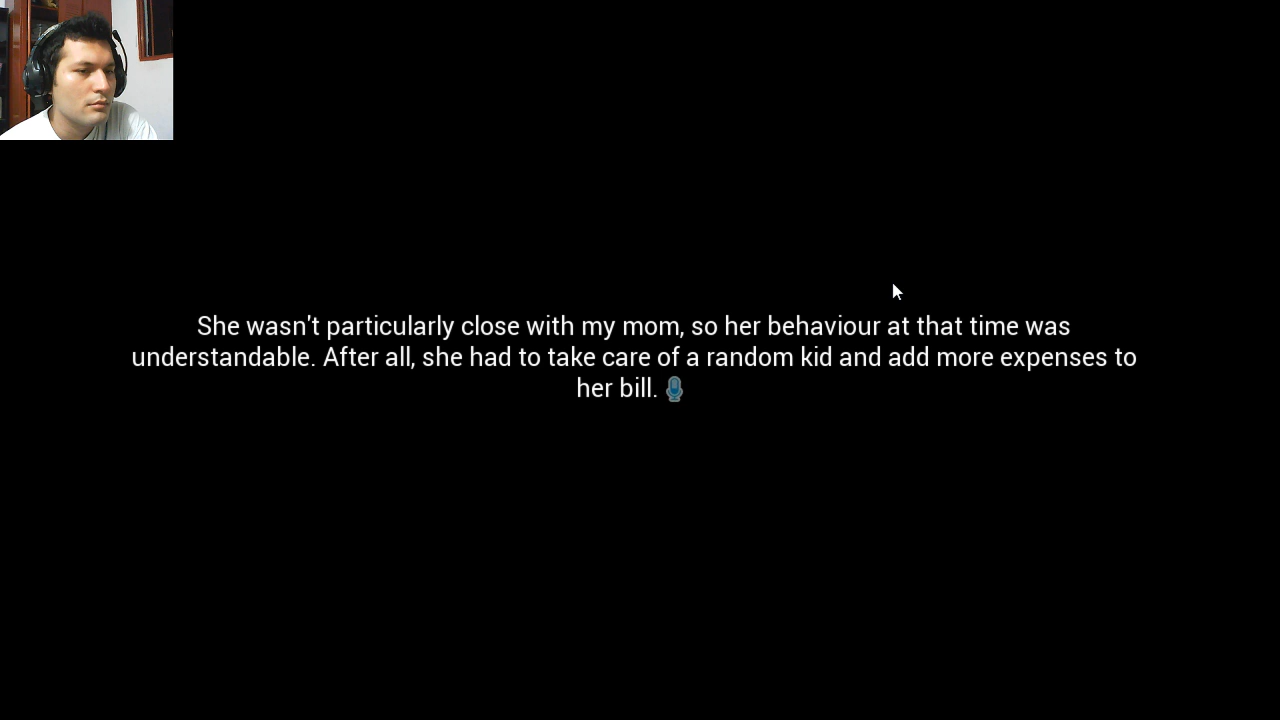 She wasn't particularly close with my mom, so her behaviour at that time was
understandable. After all, she had to take care of a random kid and add more expenses to
her bill.